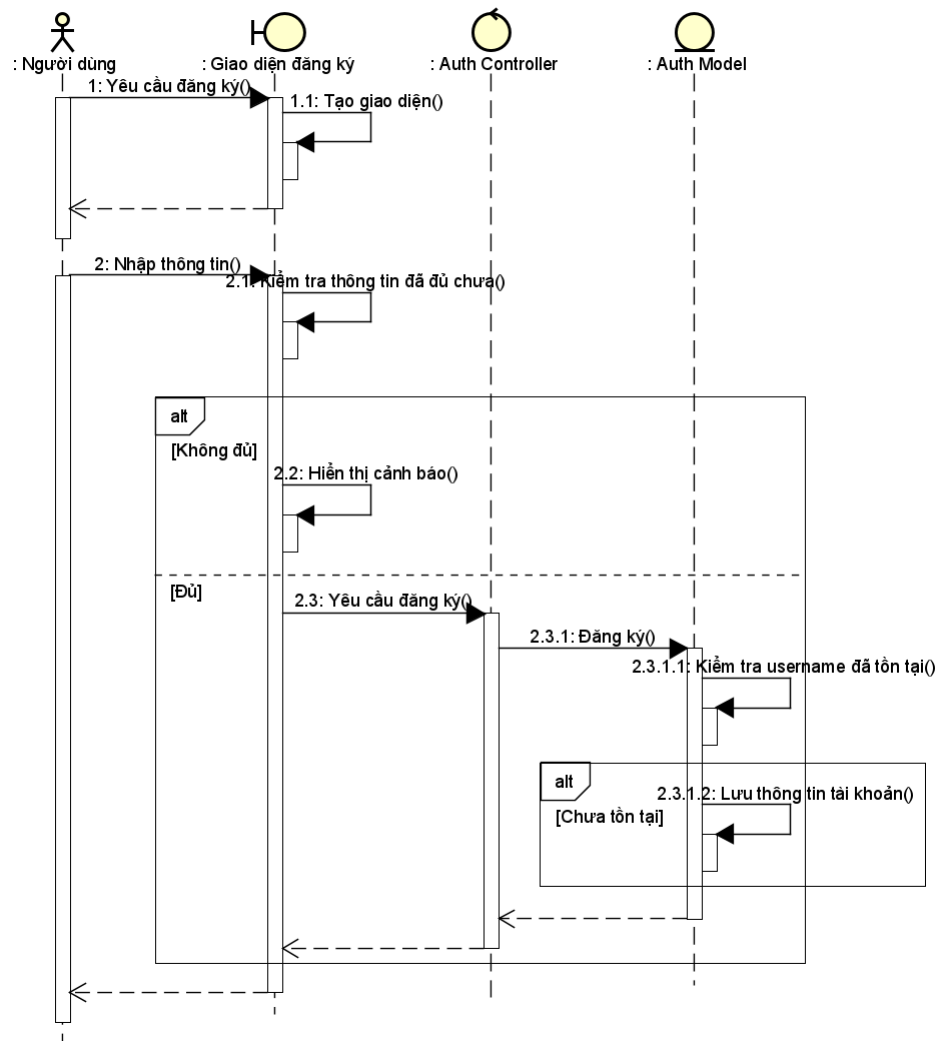 : Người dùng
: Giao diện đăng ký
: Auth Controller
: Auth Model
1: Yêu cầu đăng ký()
1.1: Tạo giao diện()
2: Nhập thông tin()
2.1: Kiểm tra thông tin đã đủ chưa()
alt
[Không đủ]
2.2: Hiển thị cảnh báo()
[Đủ]
2.3: Yêu cầu đăng ký()
2.3.1: Đăng ký()
2.3.1.1: Kiểm tra username đã tồn tại()
alt
2.3.1.2: Lưu thông tin tài khoản()
[Chưa tồn tại]